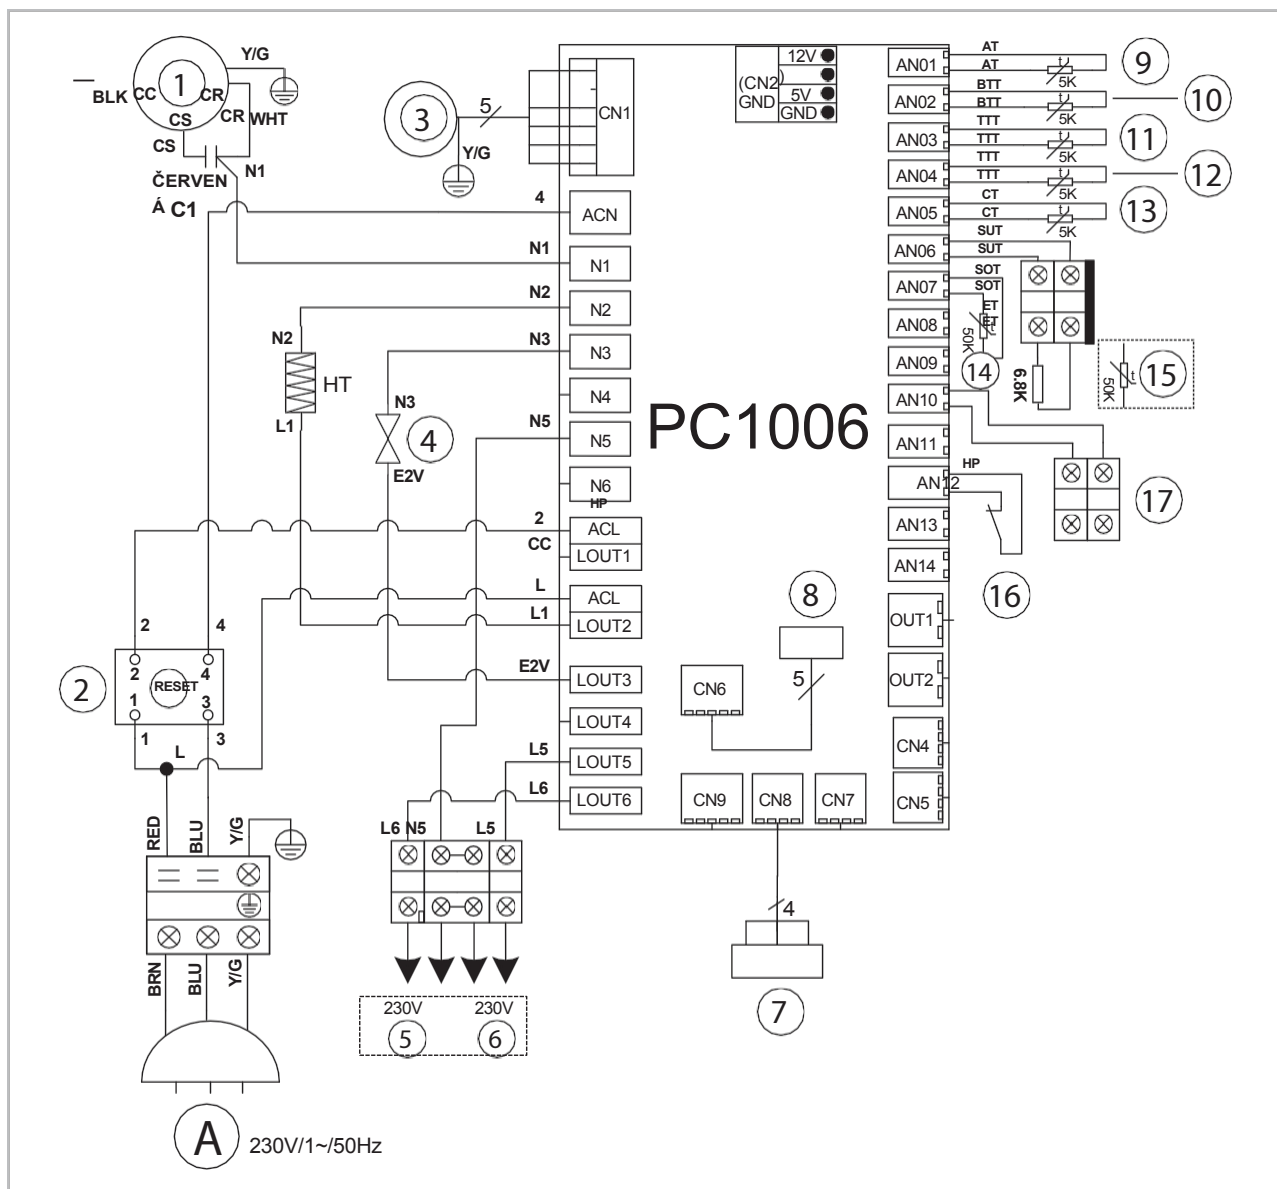 Y/G
1
BLK CC CR
CS
CR WHT
CS
N1
ČERVEN
Á C1
3
5
Y/G
CN1
12V
(CN2)
GND
5V
GND
AN01
AT
AT
t
5K
9
AN02
BTT
BTT
t
5K
10
AN03
TTT
TTT
t
5K
11
AN04
TTT
TTT
t
5K
12
AN05
CT
CT
t
5K
13
AN06
SUT
SUT
AN07
SOT
SOT
AN08
ET
ET
t
50K
14
AN09
6.8K
t
50K
15
AN10
AN11
AN12
HP
16
17
AN13
AN14
OUT1
OUT2
CN4
CN5
PC1006
4
ACN
N1
N1
N2
N2
N3
N3
N4
N5
N5
N6
HP
2
ACL
CC
LOUT1
L
ACL
L1
LOUT2
E2V
LOUT3
LOUT4
L5
LOUT5
L6
LOUT6
N2
HT
L1
N3
4
E2V
2 4
2 4
2
RESET
1 3
1 L 3
RED
BLU
Y/G
BRN
BLU
Y/G
A
230V/1~/50Hz
L6 N5 L5
230V 230V
5 6
8
5
CN6
CN9
CN8
CN7
4
7